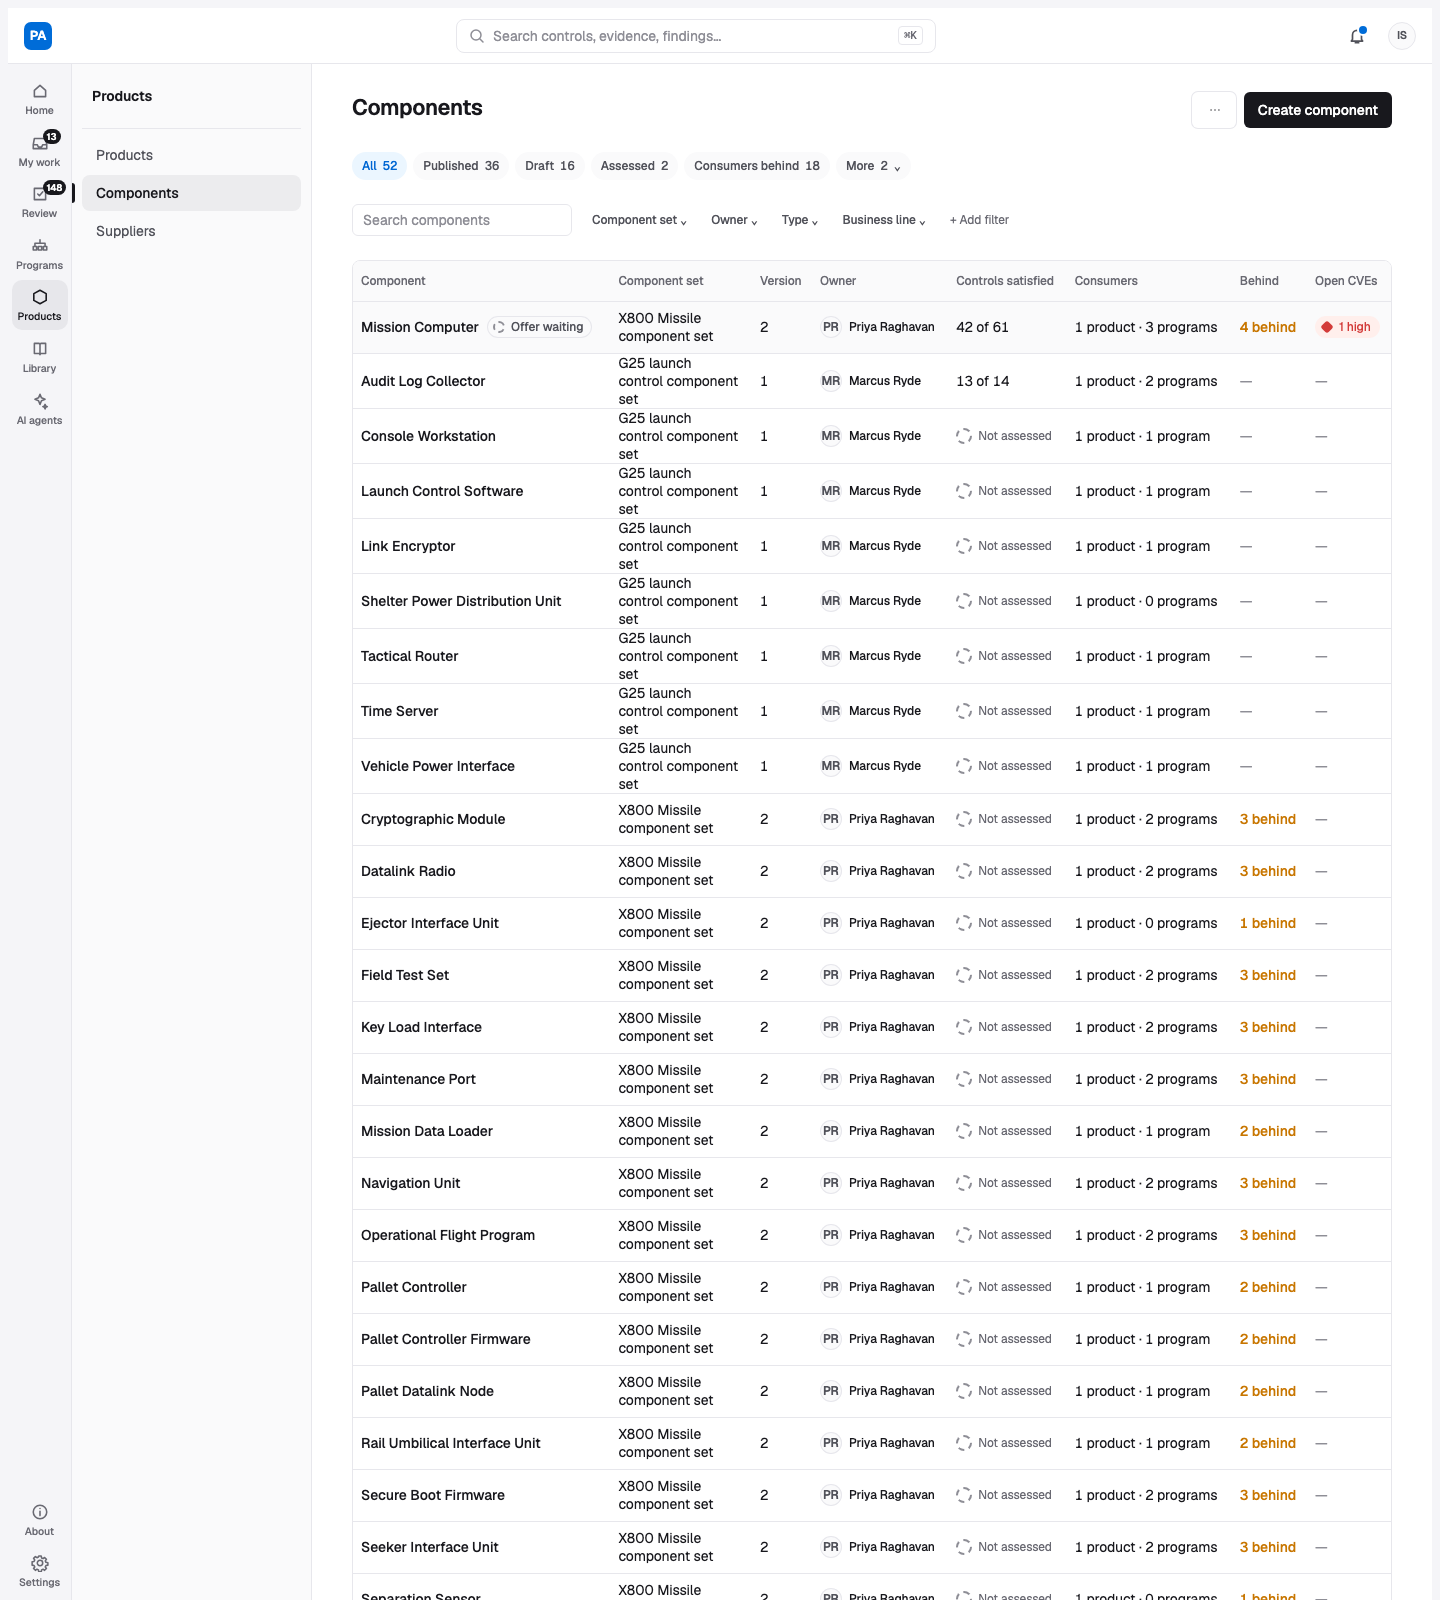 PA
Search controls, evidence, findings...
⌘K
IS
Home
13
My work
148
Review
Programs
Products
Library
AI agents
About
Settings
Products
Products
Components
Suppliers
Components
...
Create component
All 52
Published 36
Draft 16
Assessed 2
Consumers behind 18
More 2
Search components
Component set
Owner
Type
Business line
+ Add filter
Component Component set Version Owner Controls satisfied Consumers Behind Open CVEs
Mission Computer Offer waiting X800 Missile component set 2 PR Priya Raghavan 42 of 61 1 product · 3 programs 4 behind 1 high
Audit Log Collector G25 launch control component set 1 MR Marcus Ryde 13 of 14 1 product · 2 programs — —
Console Workstation G25 launch control component set 1 MR Marcus Ryde Not assessed 1 product · 1 program — —
Launch Control Software G25 launch control component set 1 MR Marcus Ryde Not assessed 1 product · 1 program — —
Link Encryptor G25 launch control component set 1 MR Marcus Ryde Not assessed 1 product · 1 program — —
Shelter Power Distribution Unit G25 launch control component set 1 MR Marcus Ryde Not assessed 1 product · 0 programs — —
Tactical Router G25 launch control component set 1 MR Marcus Ryde Not assessed 1 product · 1 program — —
Time Server G25 launch control component set 1 MR Marcus Ryde Not assessed 1 product · 1 program — —
Vehicle Power Interface G25 launch control component set 1 MR Marcus Ryde Not assessed 1 product · 1 program — —
Cryptographic Module X800 Missile component set 2 PR Priya Raghavan Not assessed 1 product · 2 programs 3 behind —
Datalink Radio X800 Missile component set 2 PR Priya Raghavan Not assessed 1 product · 2 programs 3 behind —
Ejector Interface Unit X800 Missile component set 2 PR Priya Raghavan Not assessed 1 product · 0 programs 1 behind —
Field Test Set X800 Missile component set 2 PR Priya Raghavan Not assessed 1 product · 2 programs 3 behind —
Key Load Interface X800 Missile component set 2 PR Priya Raghavan Not assessed 1 product · 2 programs 3 behind —
Maintenance Port X800 Missile component set 2 PR Priya Raghavan Not assessed 1 product · 2 programs 3 behind —
Mission Data Loader X800 Missile component set 2 PR Priya Raghavan Not assessed 1 product · 1 program 2 behind —
Navigation Unit X800 Missile component set 2 PR Priya Raghavan Not assessed 1 product · 2 programs 3 behind —
Operational Flight Program X800 Missile component set 2 PR Priya Raghavan Not assessed 1 product · 2 programs 3 behind —
Pallet Controller X800 Missile component set 2 PR Priya Raghavan Not assessed 1 product · 1 program 2 behind —
Pallet Controller Firmware X800 Missile component set 2 PR Priya Raghavan Not assessed 1 product · 1 program 2 behind —
Pallet Datalink Node X800 Missile component set 2 PR Priya Raghavan Not assessed 1 product · 1 program 2 behind —
Rail Umbilical Interface Unit X800 Missile component set 2 PR Priya Raghavan Not assessed 1 product · 1 program 2 behind —
Secure Boot Firmware X800 Missile component set 2 PR Priya Raghavan Not assessed 1 product · 2 programs 3 behind —
Seeker Interface Unit X800 Missile component set 2 PR Priya Raghavan Not assessed 1 product · 2 programs 3 behind —
Separation Sensor X800 Missile 2 PR Priya Raghavan Not assessed 1 product · 0 programs 1 behind —